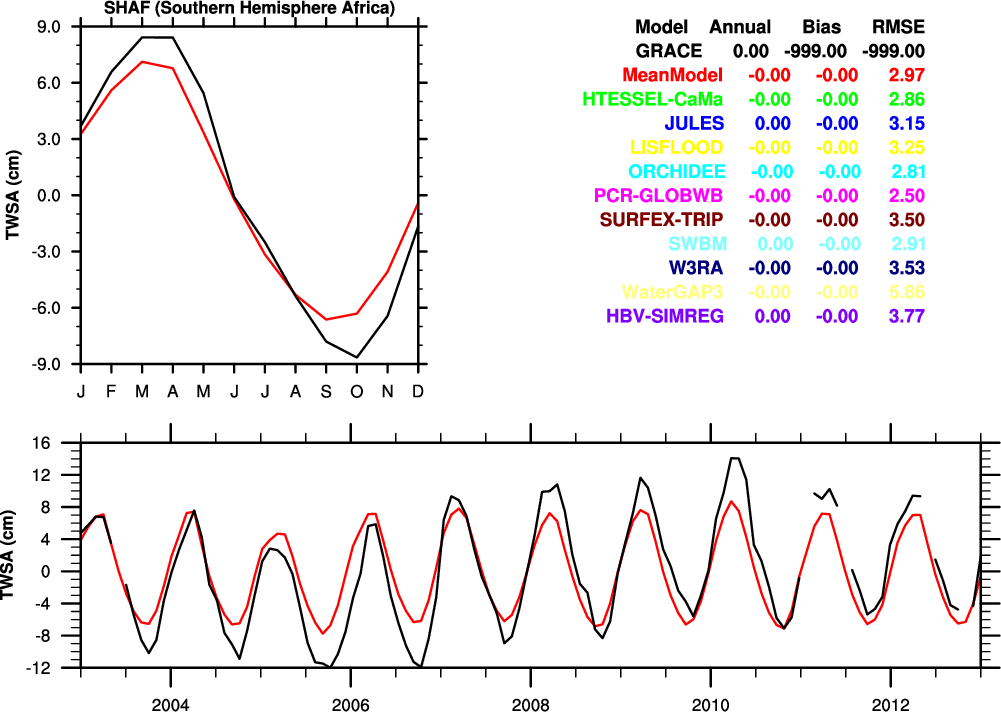 SHAF (Southern Hemisphere Africa)
Model Annual Bias RMSE
GRACE 0.00 -999.00 -999.00
MeanModel -0.00 -0.00 2.97
HTESSEL-CaMa -0.00 -0.00 2.86
JULES 0.00 -0.00 3.15
LISFLOOD -0.00 -0.00 3.25
ORCHIDEE -0.00 -0.00 2.81
PCR-GLOBWB -0.00 -0.00 2.50
SURFEX-TRIP -0.00 -0.00 3.50
SWBM 0.00 -0.00 2.91
W3RA -0.00 -0.00 3.53
WaterGAP3 -0.00 -0.00 5.86
HBV-SIMREG 0.00 -0.00 3.77
TWSA (cm)
9.0
6.0
3.0
0.0
-3.0
-6.0
-9.0
J F M A M J J A S O N D
TWSA (cm)
16
12
8
4
0
-4
-8
-12
2004 2006 2008 2010 2012